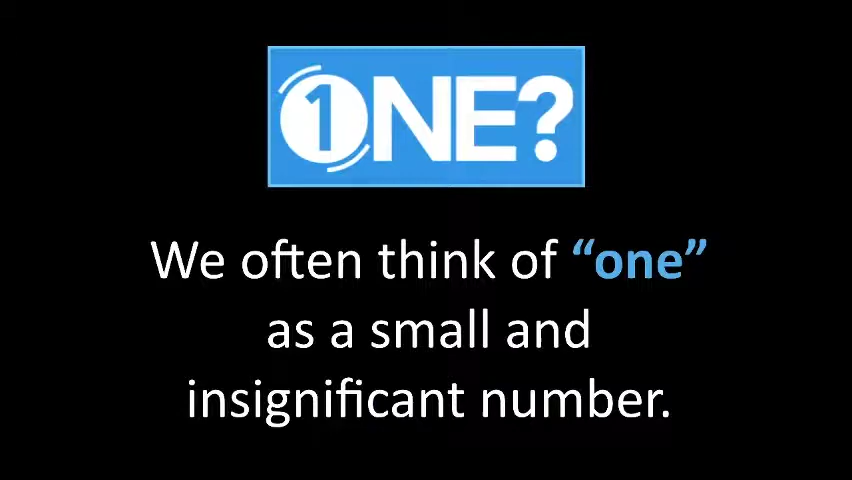 ONE?
We often think of “one”
as a small and
insignificant number.